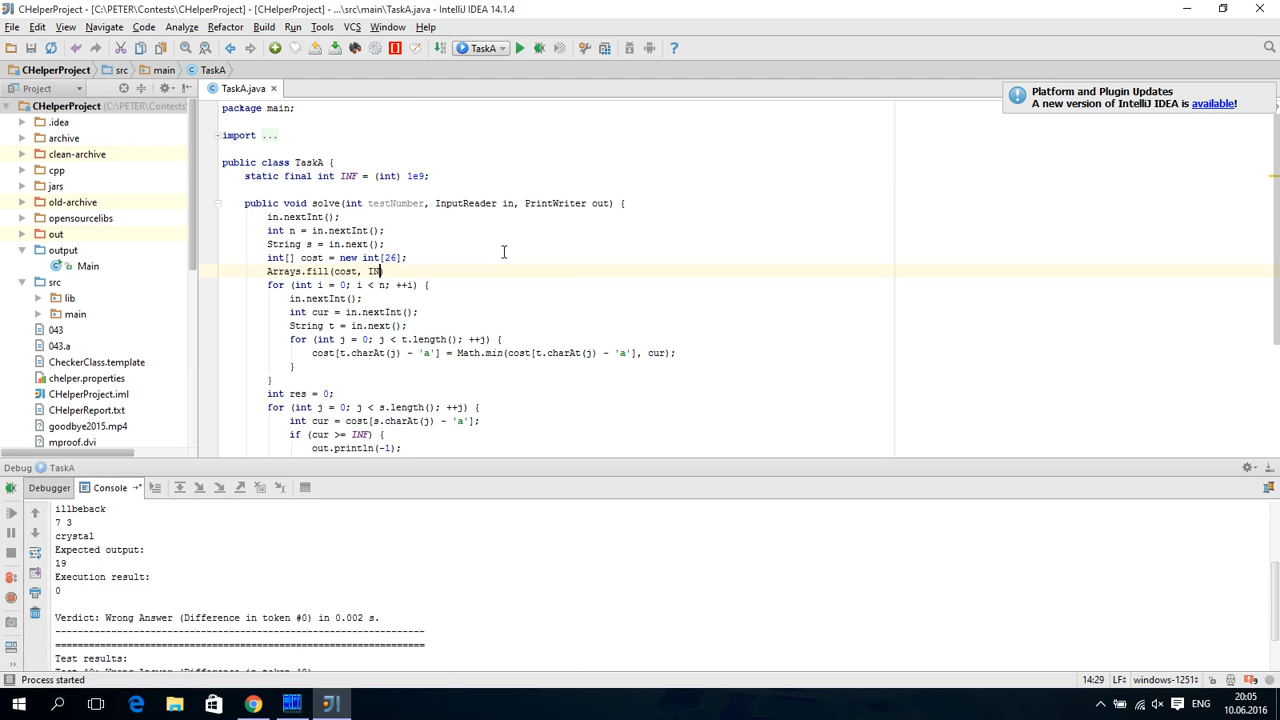 CHelperProject - [C:\PETER\Contests\CHelperProject] - [CHelperProject] - ...\src\main\TaskA.java - IntelliJ IDEA 14.1.4
File Edit View Navigate Code Analyze Refactor Build Run Tools VCS Window Help
TaskA
CHelperProject src main TaskA
Project TaskA.java
CHelperProject (C:\PETER\Contests
.idea
archive
clean-archive
cpp
jars
old-archive
opensourcelibs
out
output
Main
src
lib
main
043
043.a
CheckerClass.template
chelper.properties
CHelperProject.iml
CHelperReport.txt
goodbye2015.mp4
mproof.dvi
package main;
import ...
public class TaskA {
static final int INF = (int) 1e9;
public void solve(int testNumber, InputReader in, PrintWriter out) {
in.nextInt();
int n = in.nextInt();
String s = in.next();
int[] cost = new int[26];
Arrays.fill(cost, IN)
for (int i = 0; i < n; ++i) {
in.nextInt();
int cur = in.nextInt();
String t = in.next();
for (int j = 0; j < t.length(); ++j) {
cost[t.charAt(j) - 'a'] = Math.min(cost[t.charAt(j) - 'a'], cur);
}
}
int res = 0;
for (int j = 0; j < s.length(); ++j) {
int cur = cost[s.charAt(j) - 'a'];
if (cur >= INF) {
out.println(-1);
Platform and Plugin Updates
A new version of IntelliJ IDEA is available!
Debug TaskA
Debugger Console
illbeback
7 3
crystal
Expected output:
19
Execution result:
0
Verdict: Wrong Answer (Difference in token #0) in 0.002 s.
------------------------------------------------------------------
==================================================================
Test results:
Process started
14:29 LF windows-1251
ENG
20:05
10.06.2016